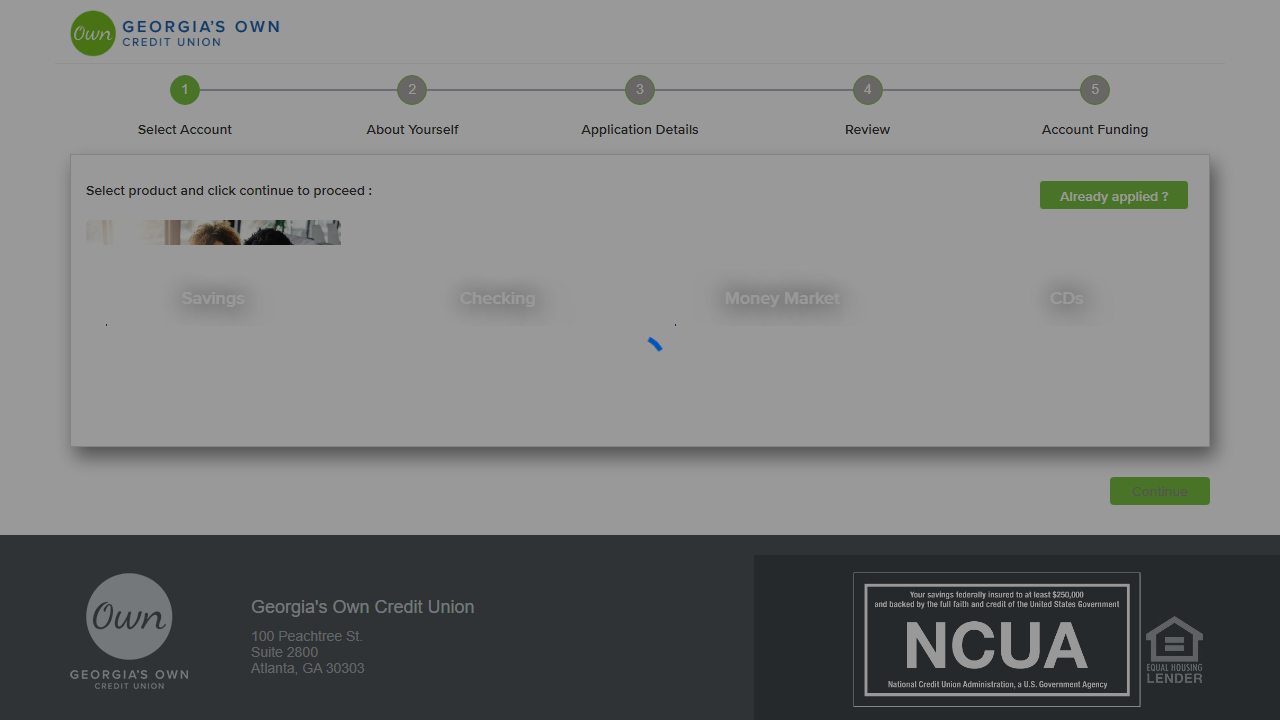 Own
GEORGIA'S OWN
CREDIT UNION
1
2
3
4
5
Select Account
About Yourself
Application Details
Review
Account Funding
Select product and click continue to proceed :
Already applied ?
Savings
Checking
Money Market
CDs
Continue
Own
GEORGIA'S OWN
CREDIT UNION
Georgia's Own Credit Union
100 Peachtree St.
Suite 2800
Atlanta, GA 30303
Your savings federally insured to at least $250,000
and backed by the full faith and credit of the United States Government
NCUA
National Credit Union Administration, a U.S. Government Agency
EQUAL HOUSING
LENDER